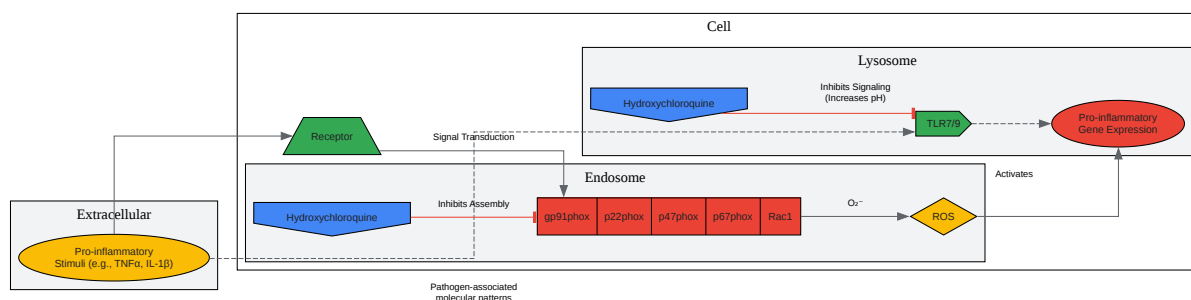 Cell
Lysosome
Hydroxychloroquine
Inhibits Signaling
(Increases pH)
TLR7/9
Pro-inflammatory
Gene Expression
Receptor
Signal Transduction
Endosome
Activates
Hydroxychloroquine
Inhibits Assembly
gp91phox
p22phox
p47phox
p67phox
Rac1
O₂⁻
ROS
Extracellular
Pro-inflammatory
Stimuli (e.g., TNFα, IL-1β)
Pathogen-associated
molecular patterns